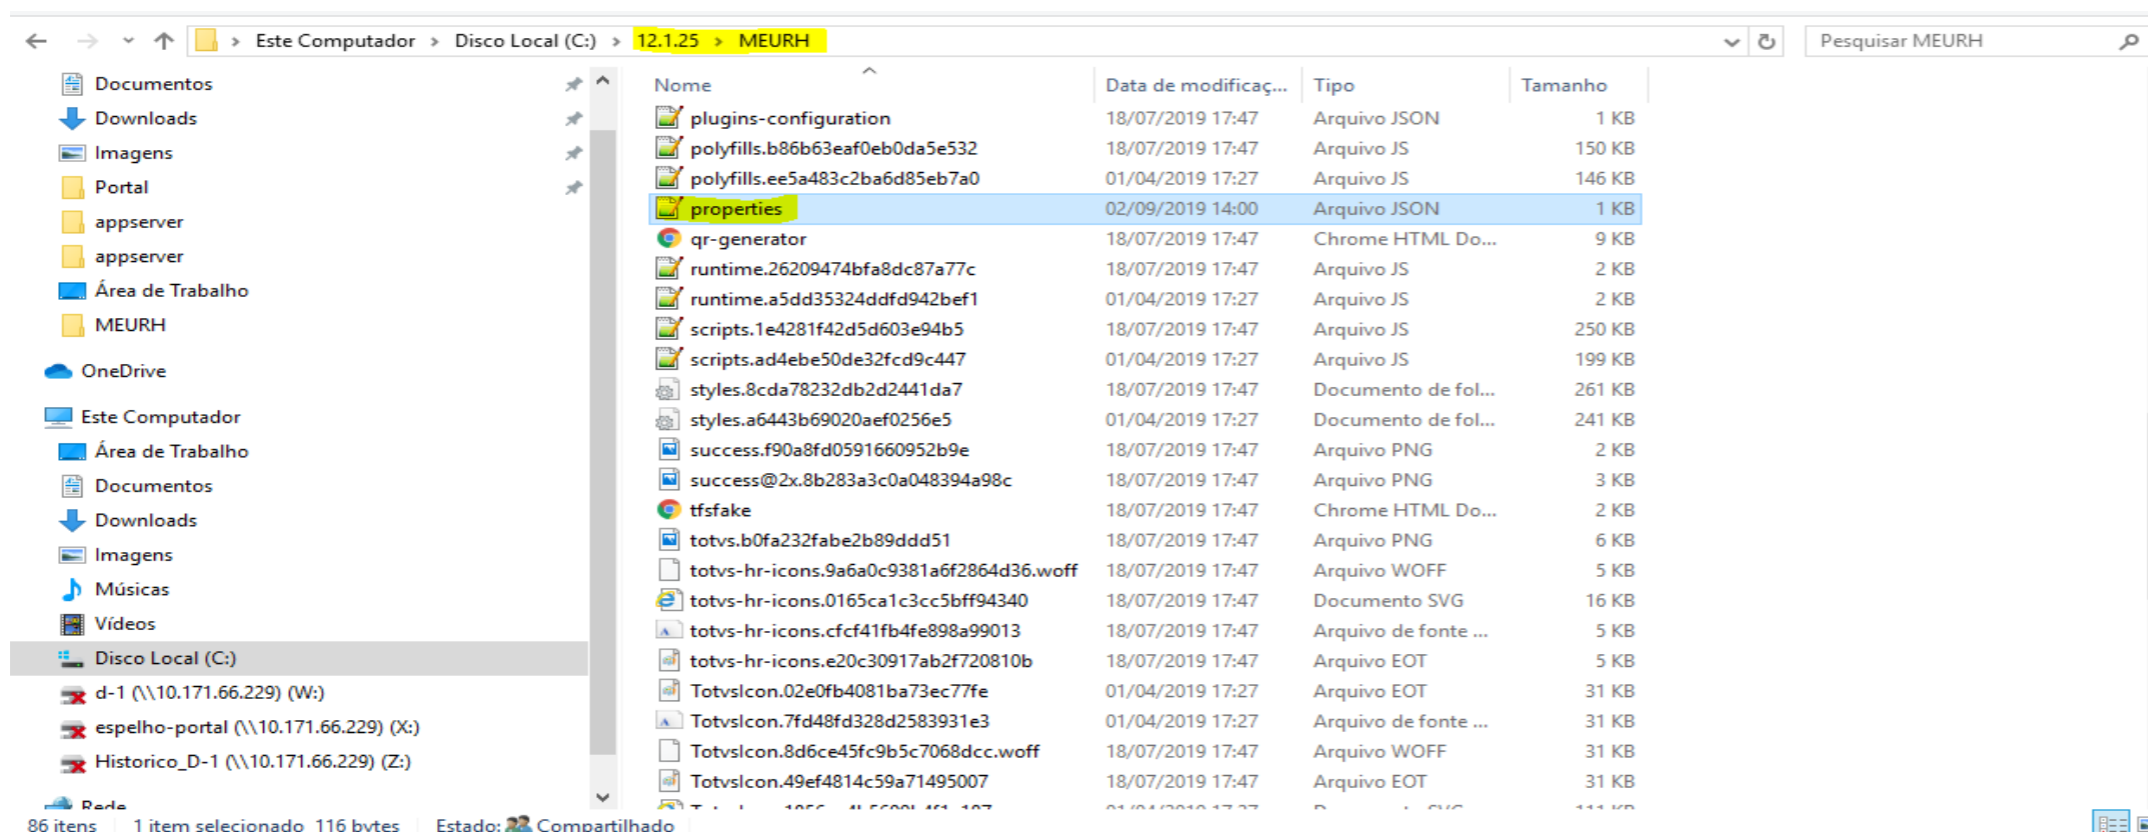 Este Computador > Disco Local (C:) > 12.1.25 > MEURH
Pesquisar MEURH
Documentos
Downloads
Imagens
Portal
appserver
appserver
Área de Trabalho
MEURH
OneDrive
Este Computador
Área de Trabalho
Documentos
Downloads
Imagens
Músicas
Vídeos
Disco Local (C:)
d-1 (\\10.171.66.229) (W:)
espelho-portal (\\10.171.66.229) (X:)
Historico_D-1 (\\10.171.66.229) (Z:)
Rede
Nome Data de modificaç... Tipo Tamanho
plugins-configuration 18/07/2019 17:47 Arquivo JSON 1 KB
polyfills.b86b63eaf0eb0da5e532 18/07/2019 17:47 Arquivo JS 150 KB
polyfills.ee5a483c2ba6d85eb7a0 01/04/2019 17:27 Arquivo JS 146 KB
properties 02/09/2019 14:00 Arquivo JSON 1 KB
qr-generator 18/07/2019 17:47 Chrome HTML Do... 9 KB
runtime.26209474bfa8dc87a77c 18/07/2019 17:47 Arquivo JS 2 KB
runtime.a5dd35324ddfd942bef1 01/04/2019 17:27 Arquivo JS 2 KB
scripts.1e4281f42d5d603e94b5 18/07/2019 17:47 Arquivo JS 250 KB
scripts.ad4ebe50de32fcd9c447 01/04/2019 17:27 Arquivo JS 199 KB
styles.8cda78232db2d2441da7 18/07/2019 17:47 Documento de fol... 261 KB
styles.a6443b69020aef0256e5 01/04/2019 17:27 Documento de fol... 241 KB
success.f90a8fd0591660952b9e 18/07/2019 17:47 Arquivo PNG 2 KB
success@2x.8b283a3c0a048394a98c 18/07/2019 17:47 Arquivo PNG 3 KB
tfsfake 18/07/2019 17:47 Chrome HTML Do... 2 KB
totvs.b0fa232fabe2b89ddd51 18/07/2019 17:47 Arquivo PNG 6 KB
totvs-hr-icons.9a6a0c9381a6f2864d36.woff 18/07/2019 17:47 Arquivo WOFF 5 KB
totvs-hr-icons.0165ca1c3cc5bff94340 18/07/2019 17:47 Documento SVG 16 KB
totvs-hr-icons.cfcf41fb4fe898a99013 18/07/2019 17:47 Arquivo de fonte ... 5 KB
totvs-hr-icons.e20c30917ab2f720810b 18/07/2019 17:47 Arquivo EOT 5 KB
TotvsIcon.02e0fb4081ba73ec77fe 01/04/2019 17:27 Arquivo EOT 31 KB
TotvsIcon.7fd48fd328d2583931e3 01/04/2019 17:27 Arquivo de fonte ... 31 KB
TotvsIcon.8d6ce45fc9b5c7068dcc.woff 18/07/2019 17:47 Arquivo WOFF 31 KB
TotvsIcon.49ef4814c59a71495007 18/07/2019 17:47 Arquivo EOT 31 KB
86 itens 1 item selecionado 116 bytes Estado: Compartilhado